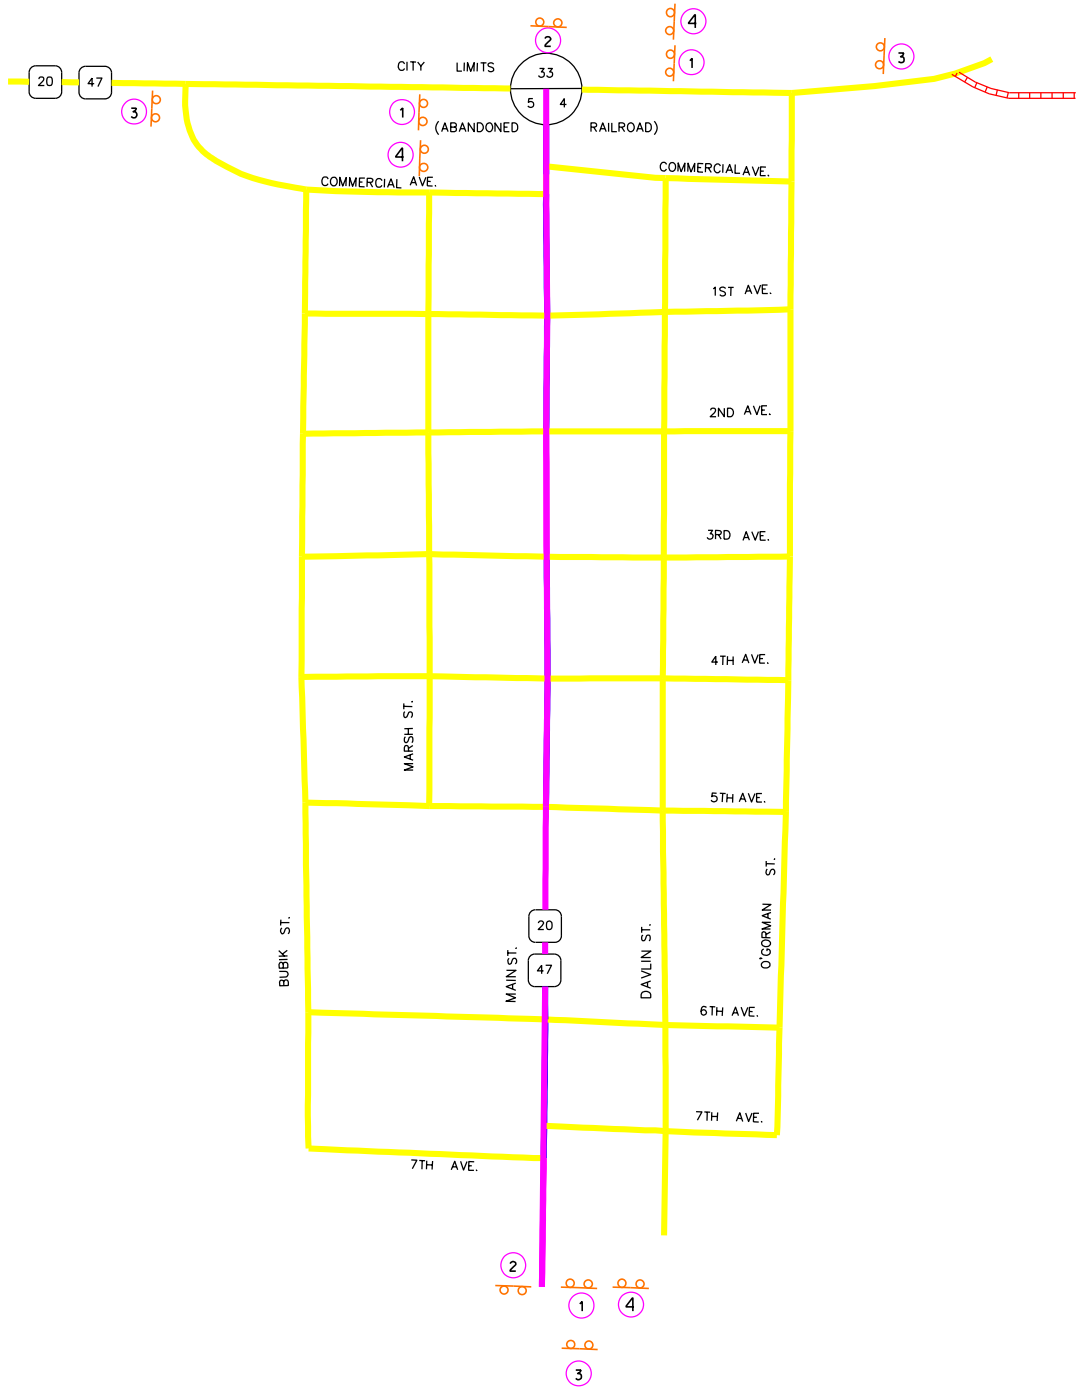 4
2
1
3
CITY LIMITS
33
20 47
5 4
3
1
(ABANDONED RAILROAD)
4
COMMERCIAL AVE.
COMMERCIAL AVE.
1ST AVE.
2ND AVE.
3RD AVE.
4TH AVE.
MARSH ST.
5TH AVE.
O'GORMAN ST.
BUBIK ST.
20
MAIN ST.
DAVLIN ST.
47
6TH AVE.
7TH AVE.
7TH AVE.
2
1 4
3